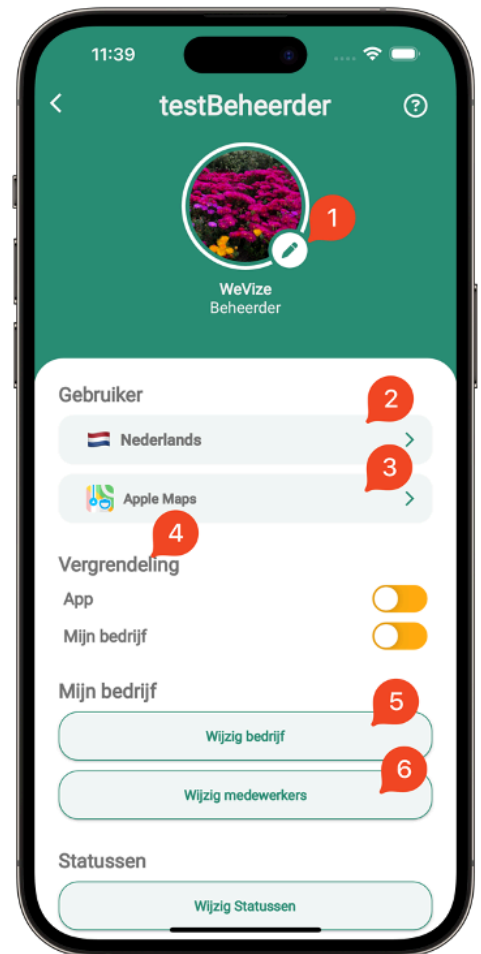 11:39
testBeheerder
?
1
WeVize
Beheerder
Gebruiker
2
Nederlands
3
Apple Maps
4
Vergrendeling
App
Mijn bedrijf
Mijn bedrijf
5
Wijzig bedrijf
6
Wijzig medewerkers
Statussen
Wijzig Statussen